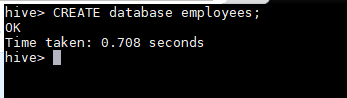 hive> CREATE database employees;
OK
Time taken: 0.708 seconds
hive>